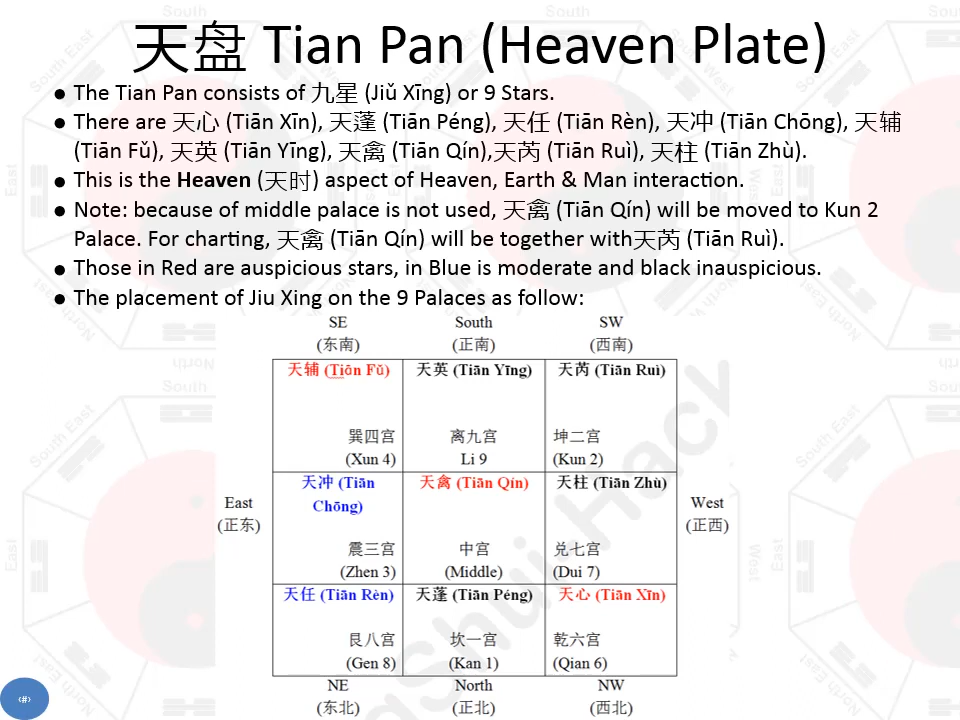 天盘 Tian Pan (Heaven Plate)
● The Tian Pan consists of 九星 (Jiǔ Xīng) or 9 Stars.
● There are 天心 (Tiān Xīn), 天蓬 (Tiān Péng), 天任 (Tiān Rèn), 天冲 (Tiān Chōng), 天辅
(Tiān Fǔ), 天英 (Tiān Yīng), 天禽 (Tiān Qín),天芮 (Tiān Ruì), 天柱 (Tiān Zhù).
● This is the Heaven (天时) aspect of Heaven, Earth & Man interaction.
● Note: because of middle palace is not used, 天禽 (Tiān Qín) will be moved to Kun 2
Palace. For charting, 天禽 (Tiān Qín) will be together with天芮 (Tiān Ruì).
● Those in Red are auspicious stars, in Blue is moderate and black inauspicious.
● The placement of Jiu Xing on the 9 Palaces as follow:
SE South SW
(东南) (正南) (西南)
天辅 (Tiān Fǔ) 天英 (Tiān Yīng) 天芮 (Tiān Ruì)
巽四宫 离九宫 坤二宫
(Xun 4) Li 9 (Kun 2)
天冲 (Tiān 天禽 (Tiān Qín) 天柱 (Tiān Zhù)
Chōng)
East West
(正东) (正西)
震三宫 中宫 兑七宫
(Zhen 3) (Middle) (Dui 7)
天任 (Tiān Rèn) 天蓬 (Tiān Péng) 天心 (Tiān Xīn)
艮八宫 坎一宫 乾六宫
(Gen 8) (Kan 1) (Qian 6)
NE North NW
(东北) (正北) (西北)
‹#›